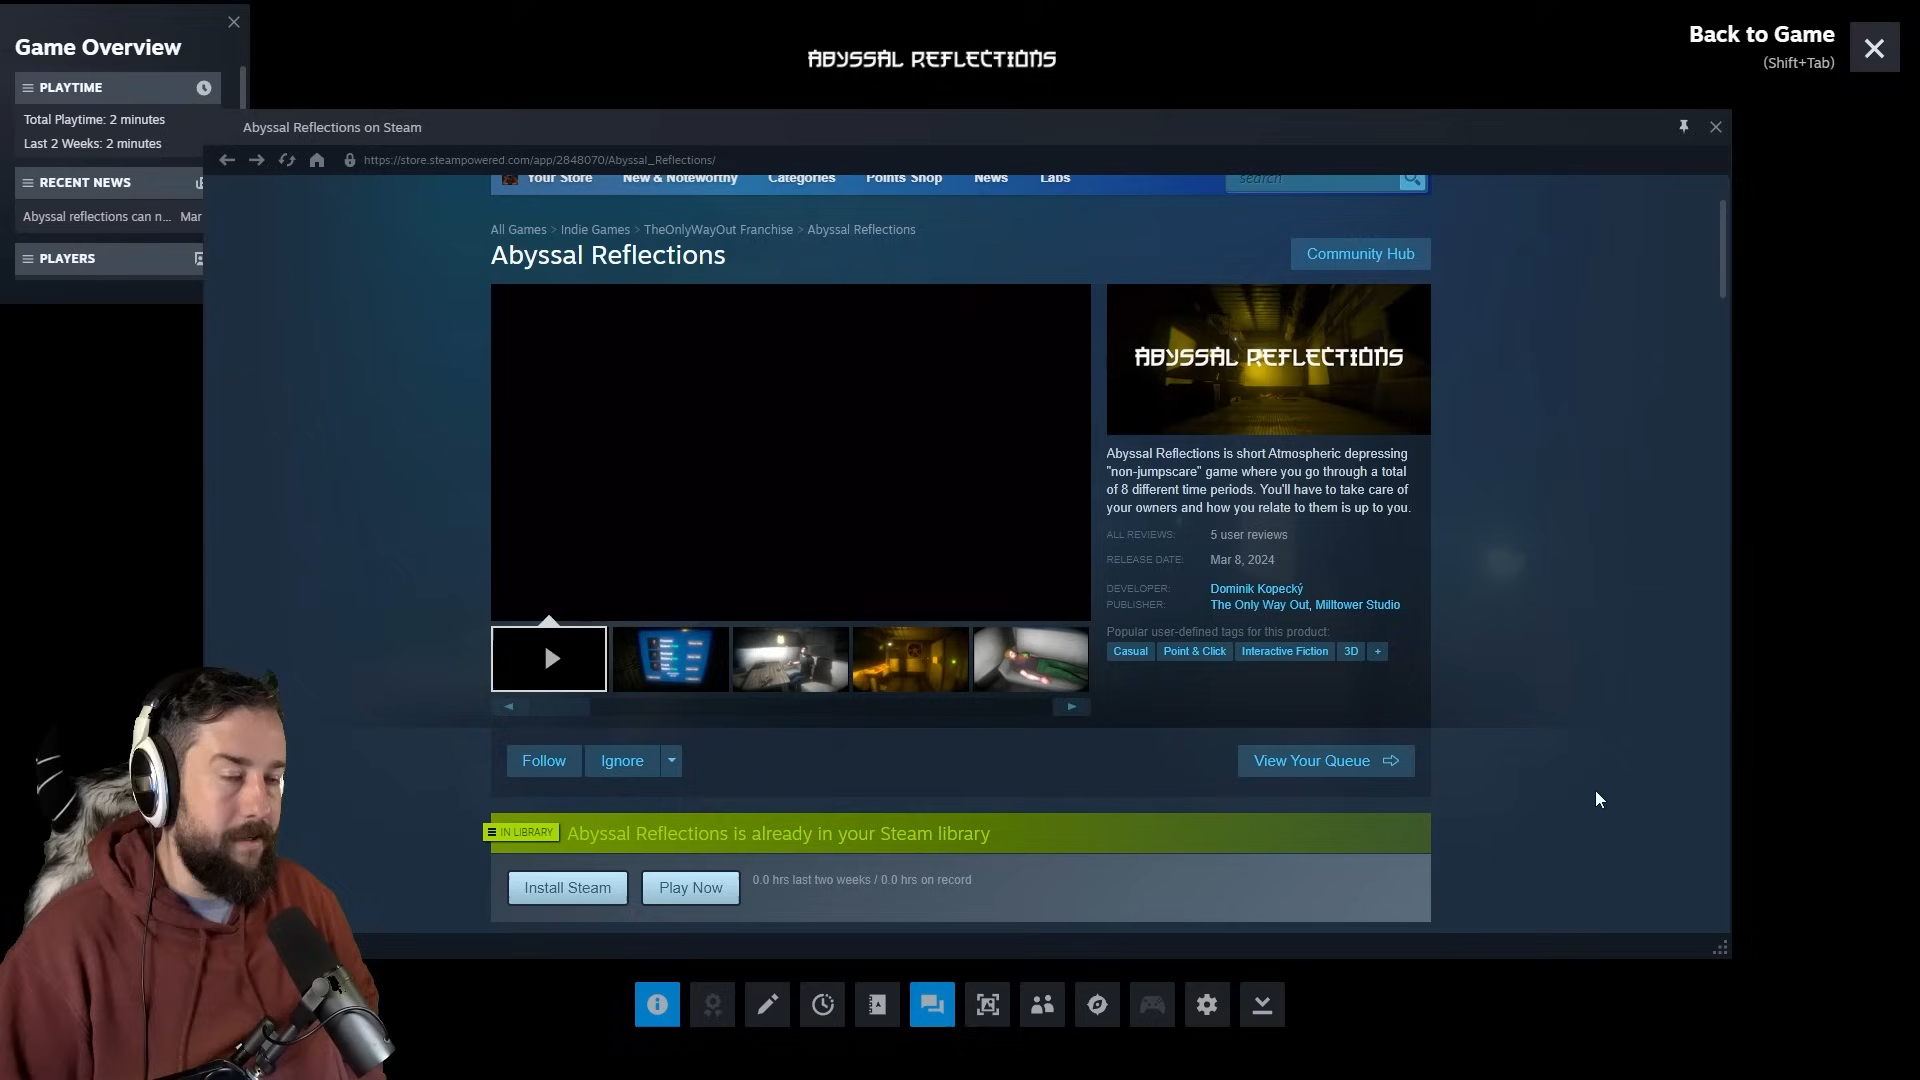 Game Overview
PLAYTIME
Total Playtime: 2 minutes
Last 2 Weeks: 2 minutes
RECENT NEWS
Abyssal reflections can n... Mar
PLAYERS
ABYSSAL REFLECTIONS
Back to Game
(Shift+Tab)
Abyssal Reflections on Steam
https://store.steampowered.com/app/2848070/Abyssal_Reflections/
Your Store New & Noteworthy Categories Points Shop News Labs search
All Games > Indie Games > TheOnlyWayOut Franchise > Abyssal Reflections
Abyssal Reflections
Community Hub
ABYSSAL REFLECTIONS
Abyssal Reflections is short Atmospheric depressing
"non-jumpscare" game where you go through a total
of 8 different time periods. You'll have to take care of
your owners and how you relate to them is up to you.
ALL REVIEWS: 5 user reviews
RELEASE DATE: Mar 8, 2024
DEVELOPER: Dominik Kopecký
PUBLISHER: The Only Way Out, Milltower Studio
Popular user-defined tags for this product:
Casual Point & Click Interactive Fiction 3D +
Follow Ignore View Your Queue
IN LIBRARY Abyssal Reflections is already in your Steam library
Install Steam Play Now 0.0 hrs last two weeks / 0.0 hrs on record